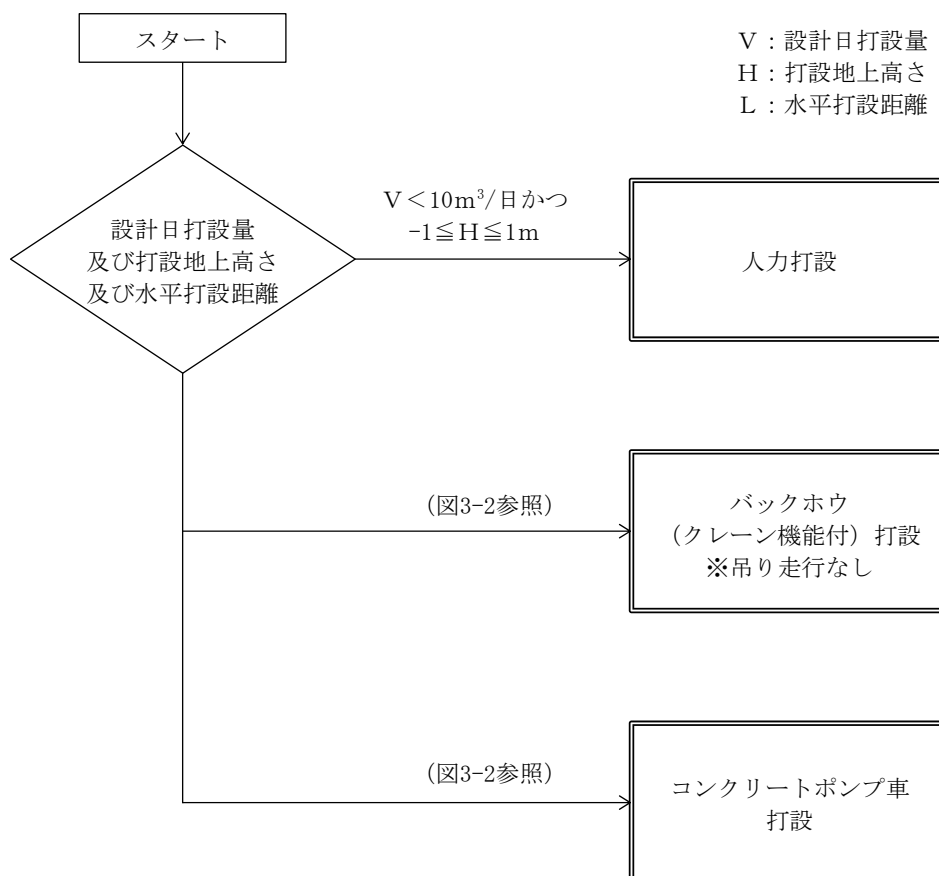 スタート
V：設計日打設量
H：打設地上高さ
L：水平打設距離
設計日打設量
及び打設地上高さ
及び水平打設距離
V＜10m³/日かつ
-1≦H≦1m
人力打設
（図3-2参照）
バックホウ
（クレーン機能付）打設
※吊り走行なし
（図3-2参照）
コンクリートポンプ車
打設